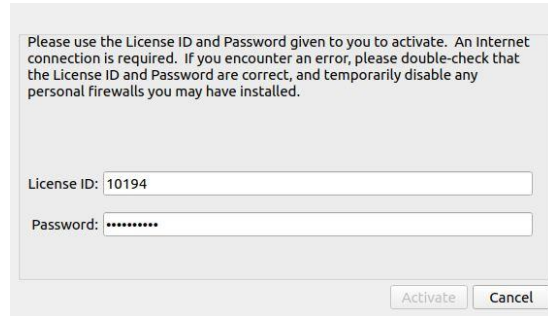 Please use the License ID and Password given to you to activate.  An Internet
connection is required.  If you encounter an error, please double-check that
the License ID and Password are correct, and temporarily disable any
personal firewalls you may have installed.
License ID: 10194
Password: ••••••••••
Activate Cancel